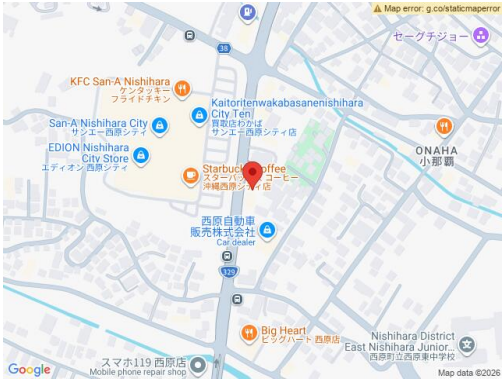 Map error: g.co/staticmaperror
セーグチジョー
38
KFC San-A Nishihara
ケンタッキー
フライドチキン
Kaitoritenwakabasanenishihara
City Ten
買取店わかば
サンエー西原シティ店
San-A Nishihara City
サンエー西原シティ
EDION Nishihara
City Store
エディオン 西原シティ
ONAHA
小那覇
Starbucks Coffee
スターバックス コーヒー
沖縄西原シティ店
西原自動車
販売株式会社
Car dealer
329
Big Heart
ビッグハート 西原店
Nishihara District
East Nishihara Junior...
西原町立西原東中学校
スマホ119 西原店
Mobile phone repair shop
Google
Map data ©2026